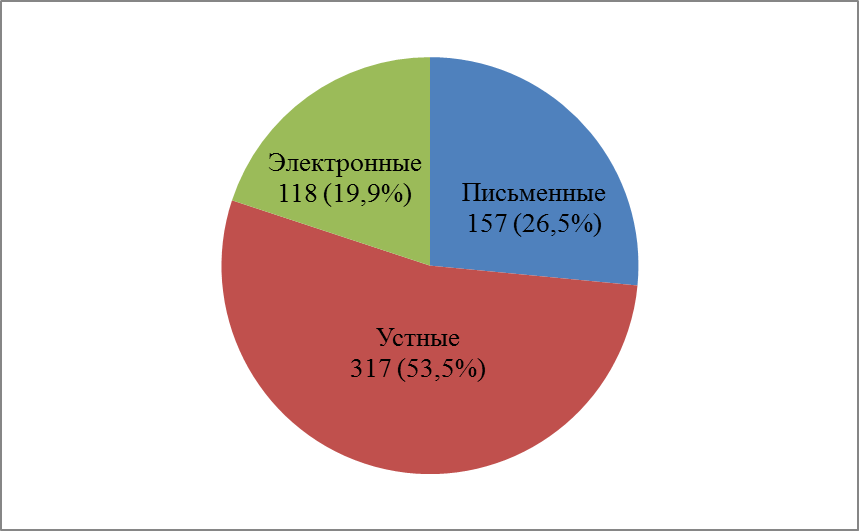 Электронные
118 (19,9%)
Письменные
157 (26,5%)
Устные
317 (53,5%)